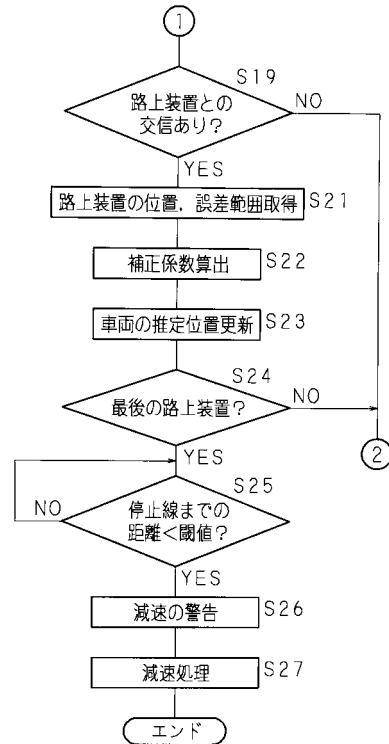 1
S19
路上装置との
交信あり?
NO
YES
路上装置の位置,誤差範囲取得
S21
補正係数算出
S22
車両の推定位置更新
S23
S24
最後の路上装置?
NO
YES
2
S25
停止線までの
距離<閾値?
NO
YES
減速の警告
S26
減速処理
S27
エンド